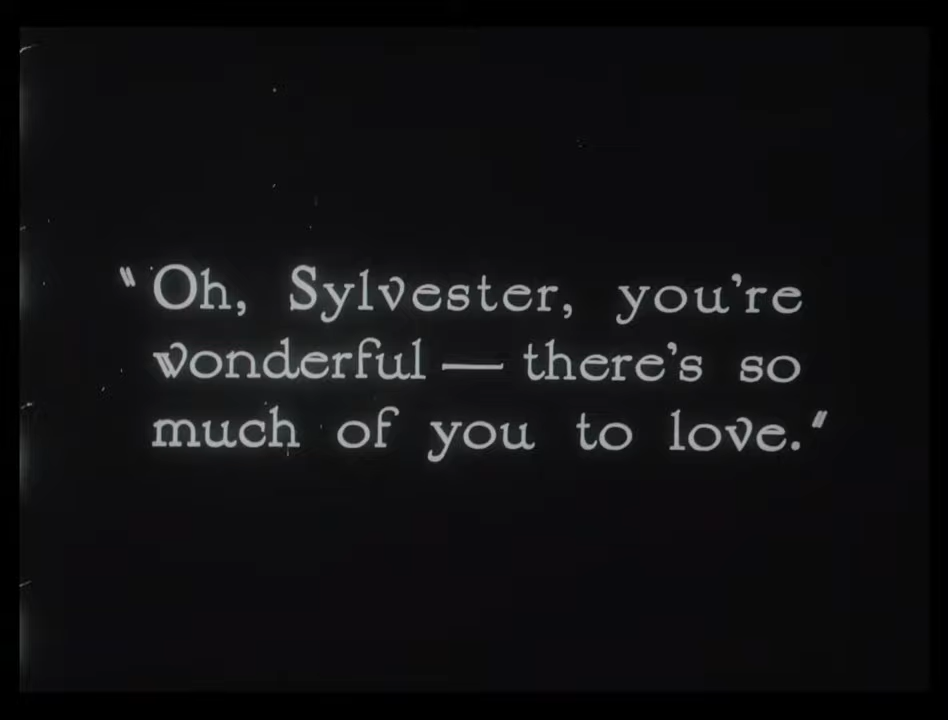 "Oh, Sylvester, you're
wonderful — there's so
much of you to love."